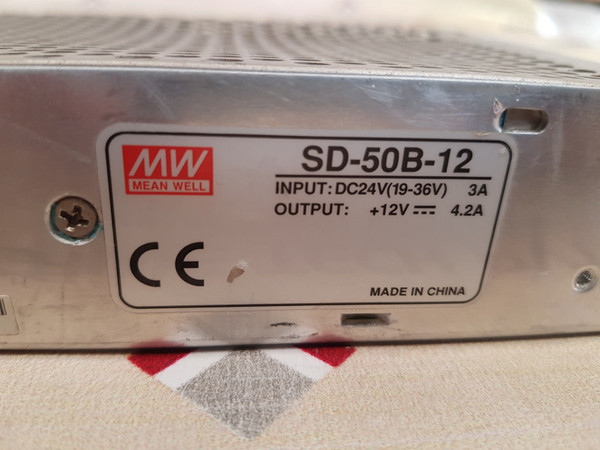 MW
MEAN WELL
SD-50B-12
INPUT: DC24V(19-36V) 3A
OUTPUT: +12V ⎓ 4.2A
CE
MADE IN CHINA